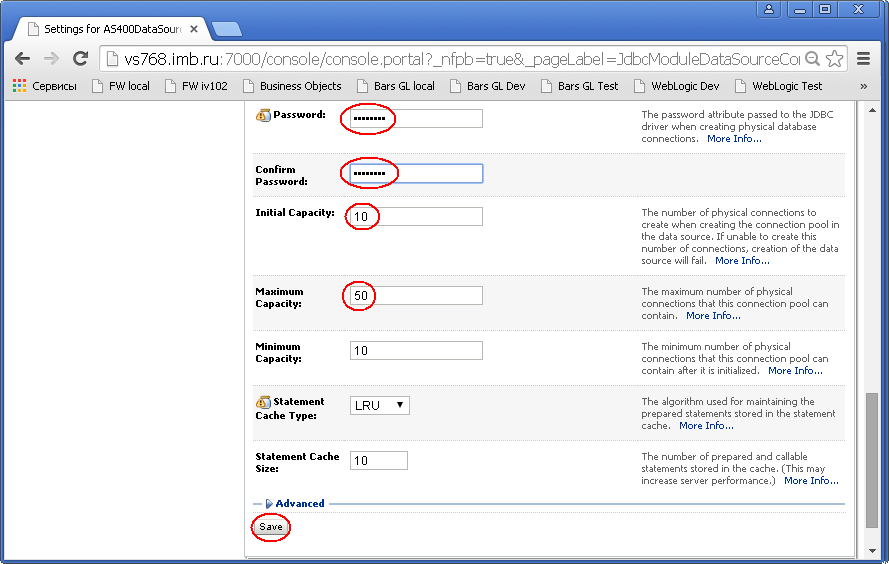 Settings for AS400DataSourc
vs768.imb.ru:7000/console/console.portal?_nfpb=true&_pageLabel=JdbcModuleDataSourceCo
Сервисы FW local FW iv102 Business Objects Bars GL local Bars GL Dev Bars GL Test WebLogic Dev WebLogic Test »
Password:
••••••••
The password attribute passed to the JDBC
driver when creating physical database
connections. More Info...
Confirm
Password:
••••••••
Initial Capacity:
10
The number of physical connections to
create when creating the connection pool in
the data source. If unable to create this
number of connections, creation of the data
source will fail. More Info...
Maximum
Capacity:
50
The maximum number of physical
connections that this connection pool can
contain. More Info...
Minimum
Capacity:
10
The minimum number of physical
connections that this connection pool can
contain after it is initialized. More Info...
Statement
Cache Type:
LRU
The algorithm used for maintaining the
prepared statements stored in the statement
cache. More Info...
Statement Cache
Size:
10
The number of prepared and callable
statements stored in the cache. (This may
increase server performance.) More Info...
Advanced
Save